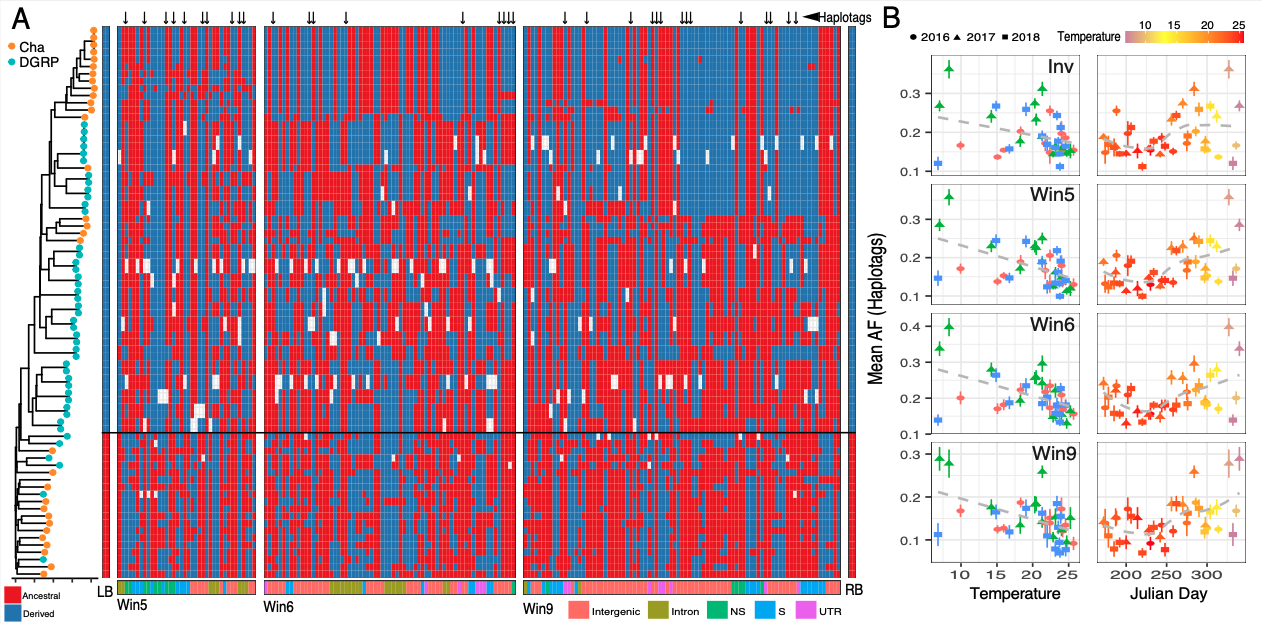 A
Haplotags
Cha
DGRP
LB
RB
Ancestral
Derived
Win5
Win6
Win9
Intergenic
Intron
NS
S
UTR
B
2016
2017
2018
Temperature
10 15 20 25
Mean AF (Haplotags)
Inv
0.3
0.2
0.1
Win5
0.3
0.2
0.1
Win6
0.4
0.3
0.2
0.1
Win9
0.3
0.2
0.1
10 15 20 25
200 250 300
Temperature
Julian Day